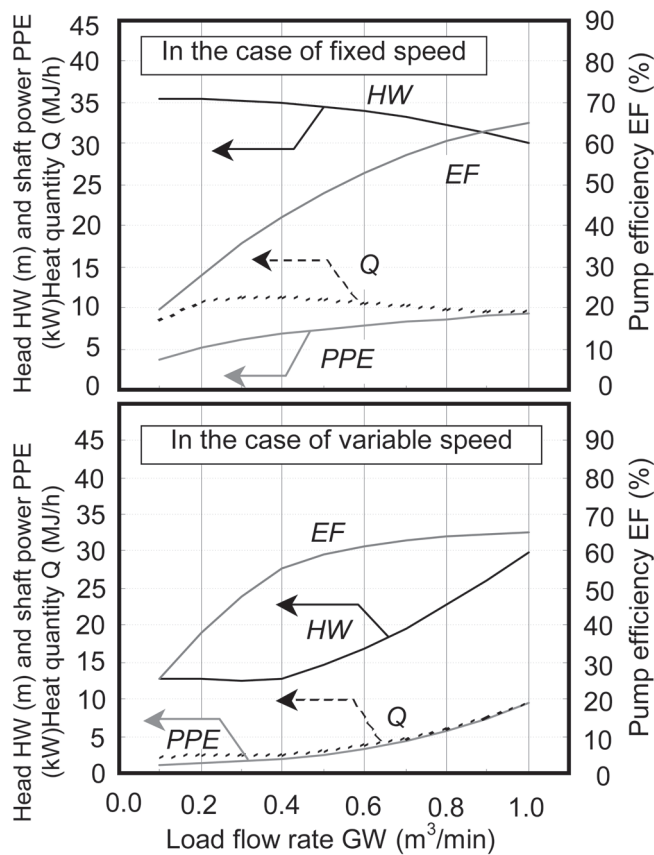 Head HW (m) and shaft power PPE
(kW)Heat quantity Q (MJ/h)
45
40
35
30
25
20
15
10
5
0
In the case of fixed speed
HW
EF
Q
PPE
90
80
70
60
50
40
30
20
10
0
Pump efficiency EF (%)
Head HW (m) and shaft power PPE
(kW)Heat quantity Q (MJ/h)
45
40
35
30
25
20
15
10
5
0
In the case of variable speed
EF
HW
Q
PPE
90
80
70
60
50
40
30
20
10
0
Pump efficiency EF (%)
0.0 0.2 0.4 0.6 0.8 1.0
Load flow rate GW (m³/min)